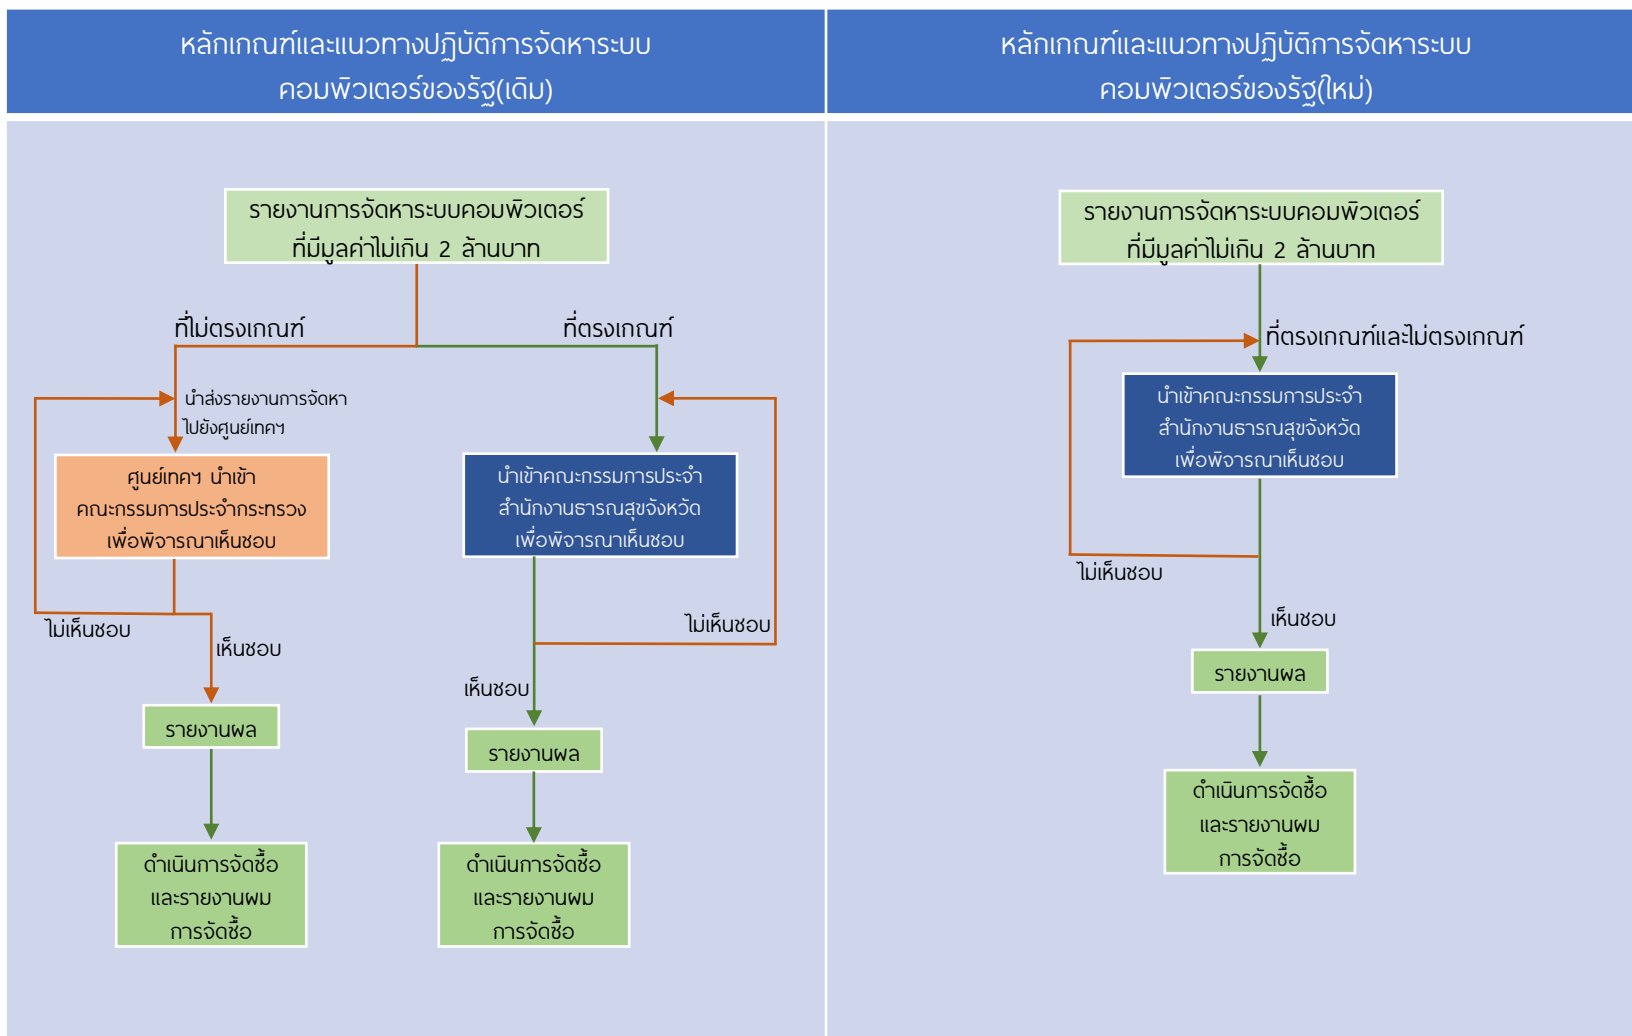 หลักเกณฑ์และแนวทางปฏิบัติการจัดหาระบบ
คอมพิวเตอร์ของรัฐ(เดิม)
หลักเกณฑ์และแนวทางปฏิบัติการจัดหาระบบ
คอมพิวเตอร์ของรัฐ(ใหม่)
รายงานการจัดหาระบบคอมพิวเตอร์
ที่มีมูลค่าไม่เกิน 2 ล้านบาท
ที่ไม่ตรงเกณฑ์
ที่ตรงเกณฑ์
นำส่งรายงานการจัดหา
ไปยังศูนย์เทคฯ
ศูนย์เทคฯ นำเข้า
คณะกรรมการประจำกระทรวง
เพื่อพิจารณาเห็นชอบ
นำเข้าคณะกรรมการประจำ
สำนักงานธารณสุขจังหวัด
เพื่อพิจารณาเห็นชอบ
ไม่เห็นชอบ
เห็นชอบ
ไม่เห็นชอบ
เห็นชอบ
รายงานผล
รายงานผล
ดำเนินการจัดซื้อ
และรายงานผม
การจัดซื้อ
ดำเนินการจัดซื้อ
และรายงานผม
การจัดซื้อ
รายงานการจัดหาระบบคอมพิวเตอร์
ที่มีมูลค่าไม่เกิน 2 ล้านบาท
ที่ตรงเกณฑ์และไม่ตรงเกณฑ์
นำเข้าคณะกรรมการประจำ
สำนักงานธารณสุขจังหวัด
เพื่อพิจารณาเห็นชอบ
ไม่เห็นชอบ
เห็นชอบ
รายงานผล
ดำเนินการจัดซื้อ
และรายงานผม
การจัดซื้อ